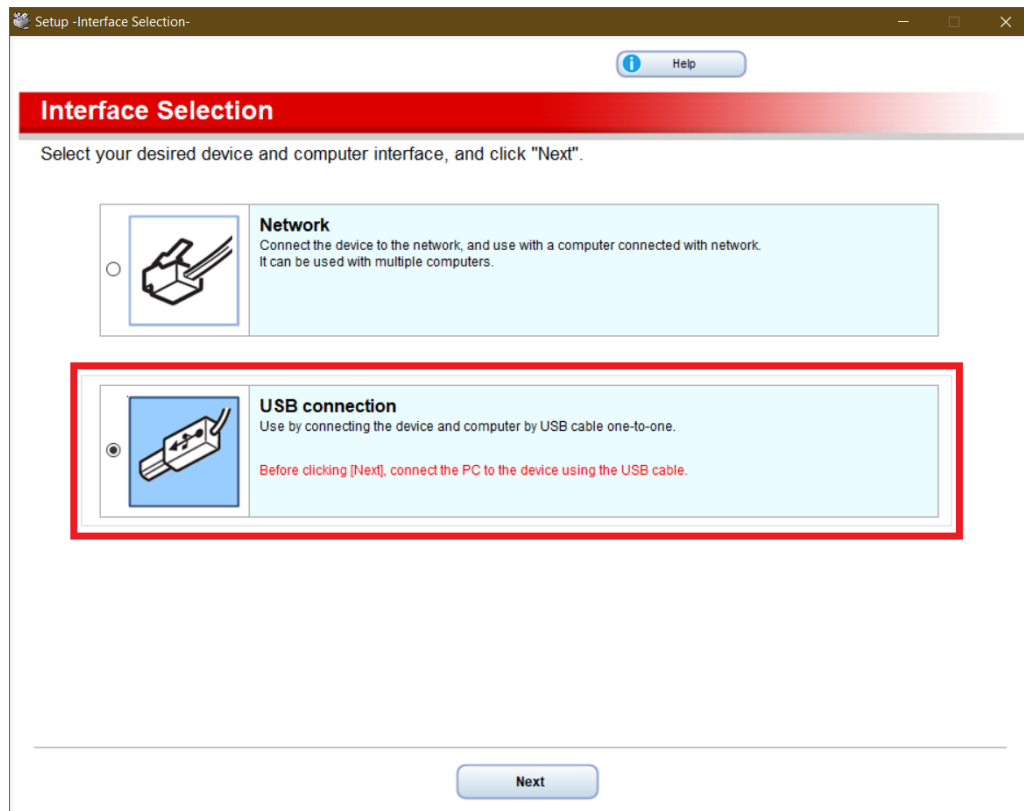 Setup -Interface Selection-
Help
Interface Selection
Select your desired device and computer interface, and click "Next".
Network
Connect the device to the network, and use with a computer connected with network.
It can be used with multiple computers.
USB connection
Use by connecting the device and computer by USB cable one-to-one.
Before clicking [Next], connect the PC to the device using the USB cable.
Next